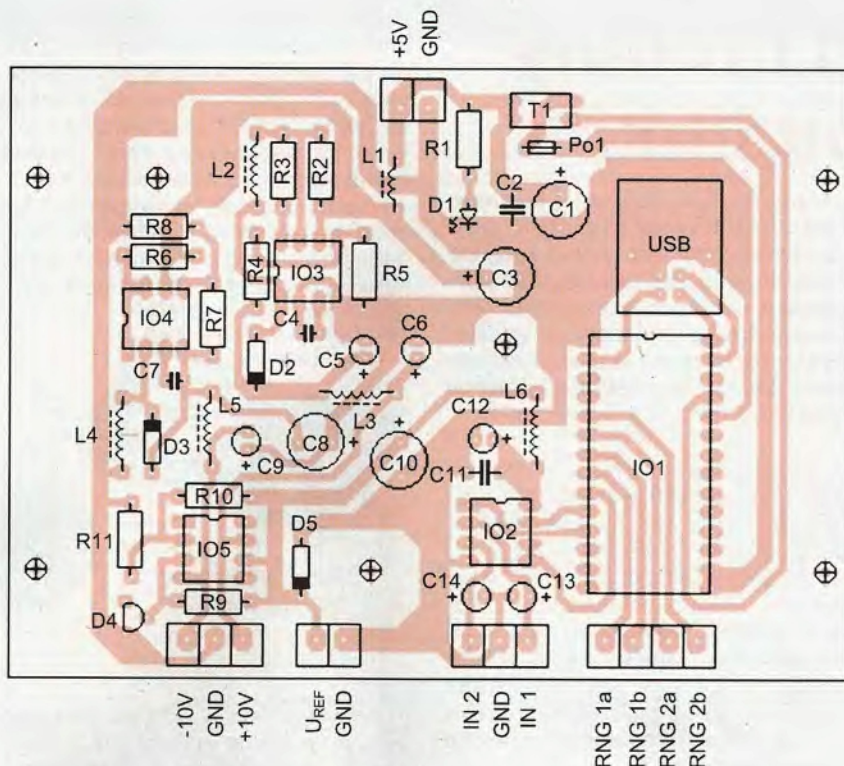 +5V
GND
T1
R1
Po1
L2
R3
R2
L1
C2
C1
D1
USB
R8
R6
R4
IO3
R5
C3
IO4
R7
C4
C5
C6
D2
C7
L5
L3
L6
L4
D3
C9
C8
C10
C12
C11
IO1
R10
R11
IO5
D5
IO2
C14
C13
R9
D4
-10V
GND
+10V
UREF
GND
IN 2
GND
IN 1
RNG 1a
RNG 1b
RNG 2a
RNG 2b